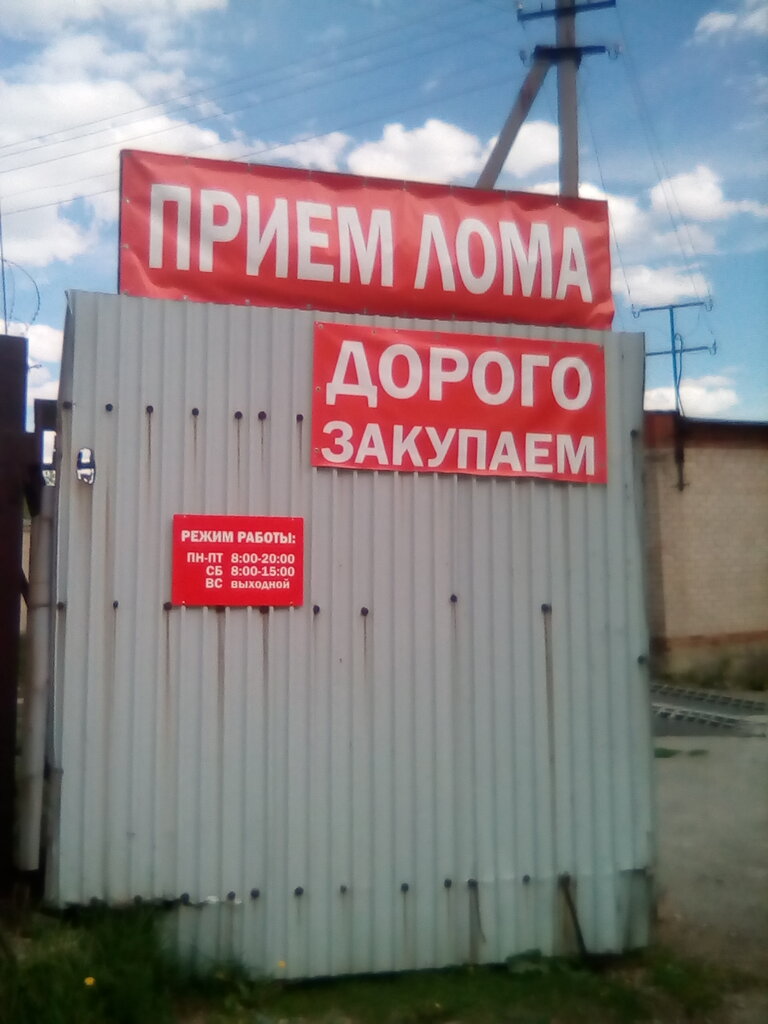 ПРИЕМ ЛОМА
ДОРОГО
ЗАКУПАЕМ
РЕЖИМ РАБОТЫ:
ПН-ПТ 8:00-20:00
СБ 8:00-15:00
ВС выходной